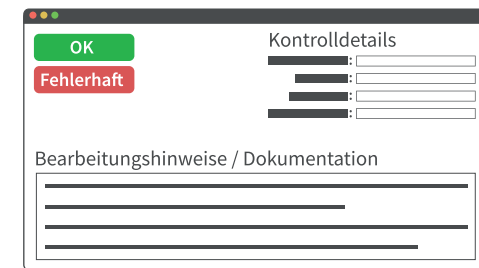 OK
Fehlerhaft
Kontrolldetails
:
:
:
:
Bearbeitungshinweise / Dokumentation